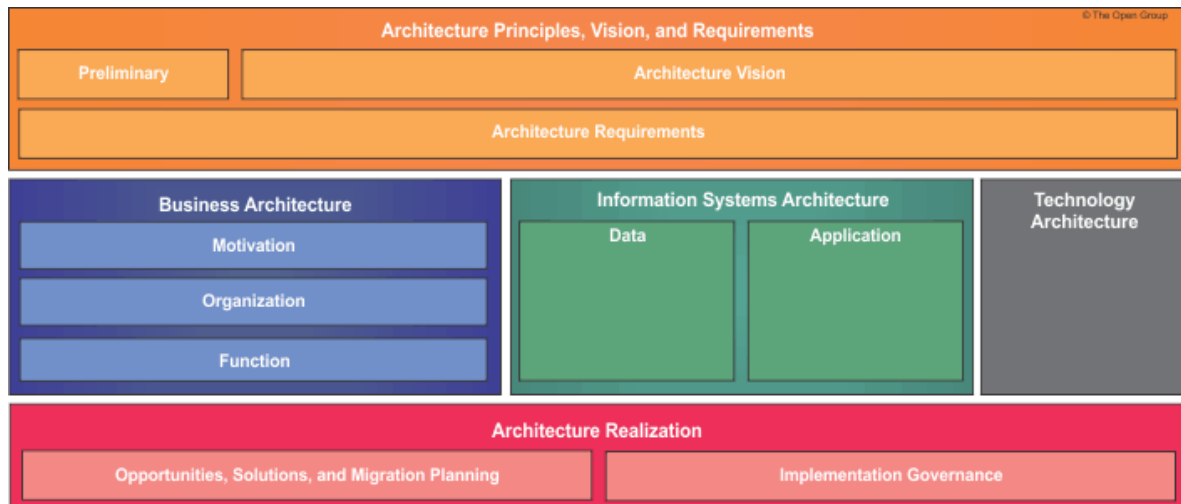 © The Open Group
Architecture Principles, Vision, and Requirements
Preliminary
Architecture Vision
Architecture Requirements
Business Architecture
Motivation
Organization
Function
Information Systems Architecture
Data
Application
Technology
Architecture
Architecture Realization
Opportunities, Solutions, and Migration Planning
Implementation Governance